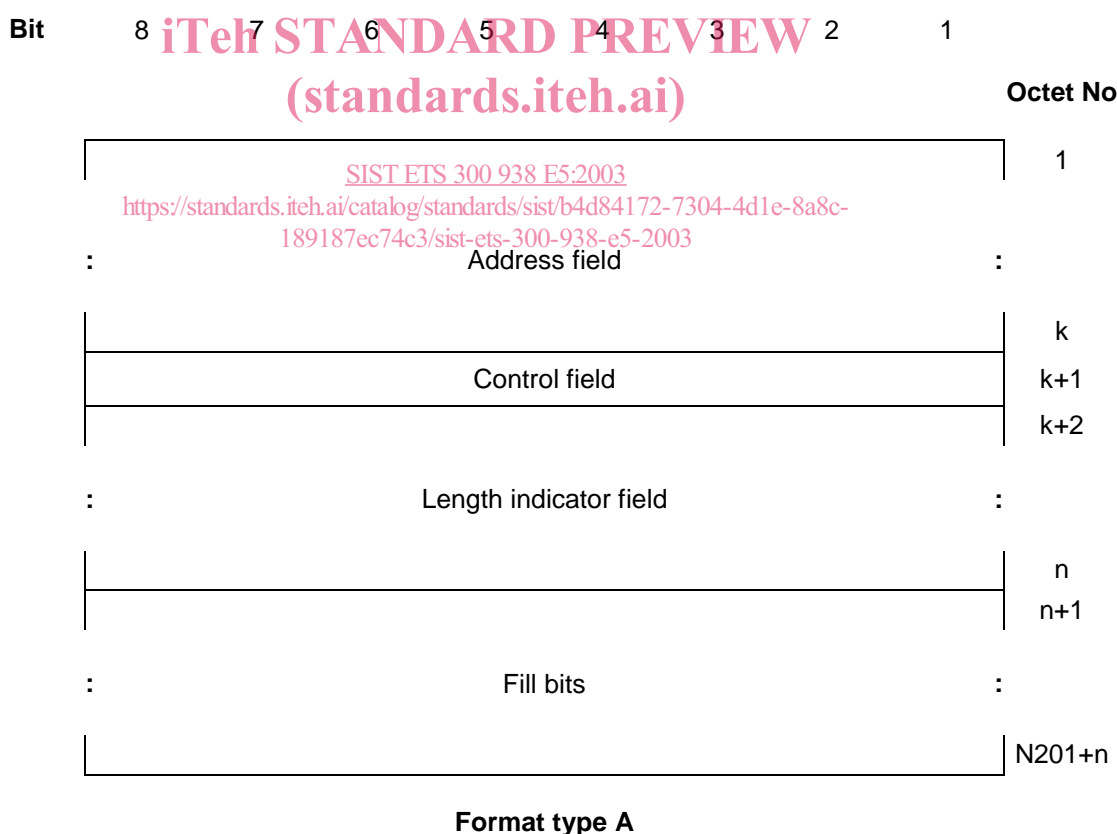 Bit 8 7 6 5 4 3 2 1
iTeh STANDARD PREVIEW
(standards.iteh.ai)
Octet No
1
SIST ETS 300 938 E5:2003
https://standards.iteh.ai/catalog/standards/sist/b4d84172-7304-4d1e-8a8c-
189187ec74c3/sist-ets-300-938-e5-2003
: Address field :
k
Control field k+1
k+2
: Length indicator field :
n
n+1
: Fill bits :
N201+n
Format type A